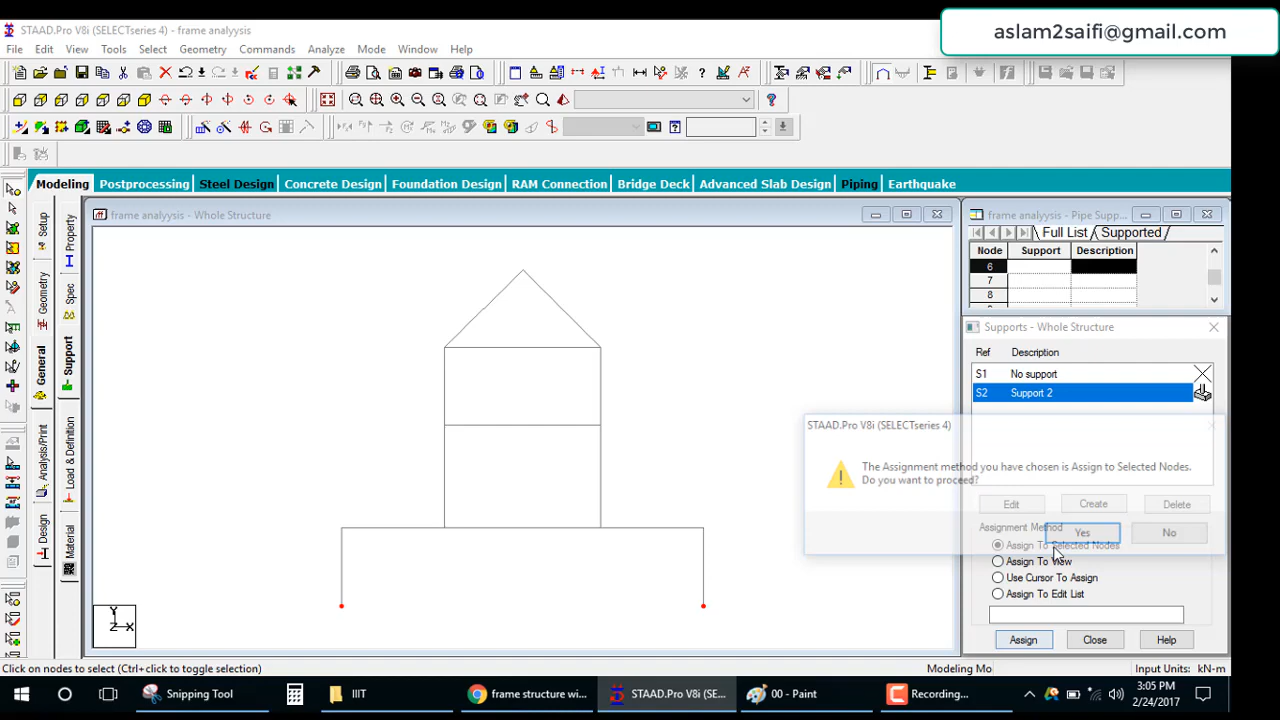 STAAD.Pro V8i (SELECTseries 4) - frame analyysis
aslam2saifi@gmail.com
File Edit View Tools Select Geometry Commands Analyze Mode Window Help
Modeling Postprocessing Steel Design Concrete Design Foundation Design RAM Connection Bridge Deck Advanced Slab Design Piping Earthquake
frame analyysis - Whole Structure
frame analyysis - Pipe Supp...
Full List Supported
Node Support Description
6
7
8
Setup
Geometry
General
Analysis/Print
Design
Property
Spec
Support
Load & Definition
Material
Supports - Whole Structure
Ref Description
S1 No support
S2 Support 2
STAAD.Pro V8i (SELECTseries 4)
The Assignment method you have chosen is Assign to Selected Nodes.
Do you want to proceed?
Edit Create Delete
Assignment Method
Yes No
Assign To Selected Nodes
Assign To View
Use Cursor To Assign
Assign To Edit List
Assign Close Help
Y
Z X
Click on nodes to select (Ctrl+click to toggle selection)
Modeling Mo
Input Units: kN-m
Snipping Tool
IIIT
frame structure wi...
STAAD.Pro V8i (SE...
00 - Paint
Recording...
3:05 PM
2/24/2017